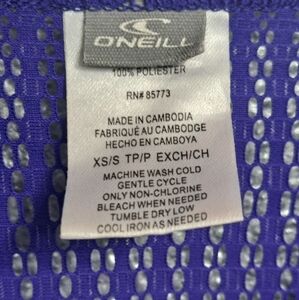 O'NEILL
100% POLIESTER
RN# 85773
MADE IN CAMBODIA
FABRIQUÉ AU CAMBODGE
HECHO EN CAMBOYA
XS/S TP/P EXCH/CH
MACHINE WASH COLD
GENTLE CYCLE
ONLY NON-CHLORINE
BLEACH WHEN NEEDED
TUMBLE DRY LOW
COOL IRON AS NEEDED